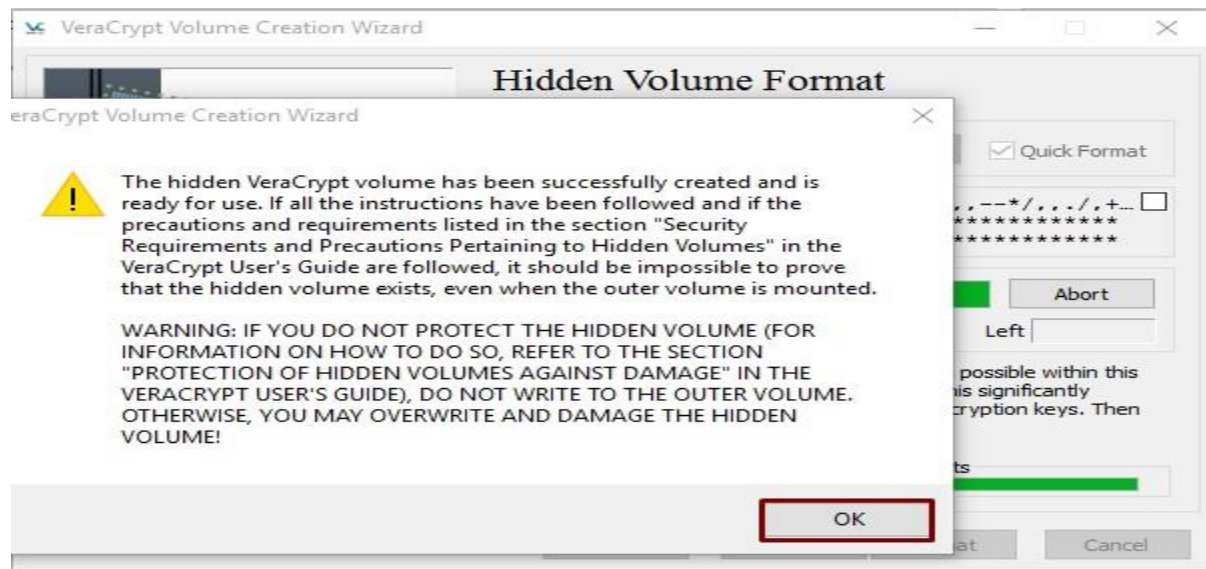 VeraCrypt Volume Creation Wizard
Hidden Volume Format
eraCrypt Volume Creation Wizard
The hidden VeraCrypt volume has been successfully created and is
ready for use. If all the instructions have been followed and if the
precautions and requirements listed in the section "Security
Requirements and Precautions Pertaining to Hidden Volumes" in the
VeraCrypt User's Guide are followed, it should be impossible to prove
that the hidden volume exists, even when the outer volume is mounted.
WARNING: IF YOU DO NOT PROTECT THE HIDDEN VOLUME (FOR
INFORMATION ON HOW TO DO SO, REFER TO THE SECTION
"PROTECTION OF HIDDEN VOLUMES AGAINST DAMAGE" IN THE
VERACRYPT USER'S GUIDE), DO NOT WRITE TO THE OUTER VOLUME.
OTHERWISE, YOU MAY OVERWRITE AND DAMAGE THE HIDDEN
VOLUME!
OK
Quick Format
,,--*/,,./,+...
************
************
Abort
Left
possible within this
is significantly
cryption keys. Then
ts
at
Cancel